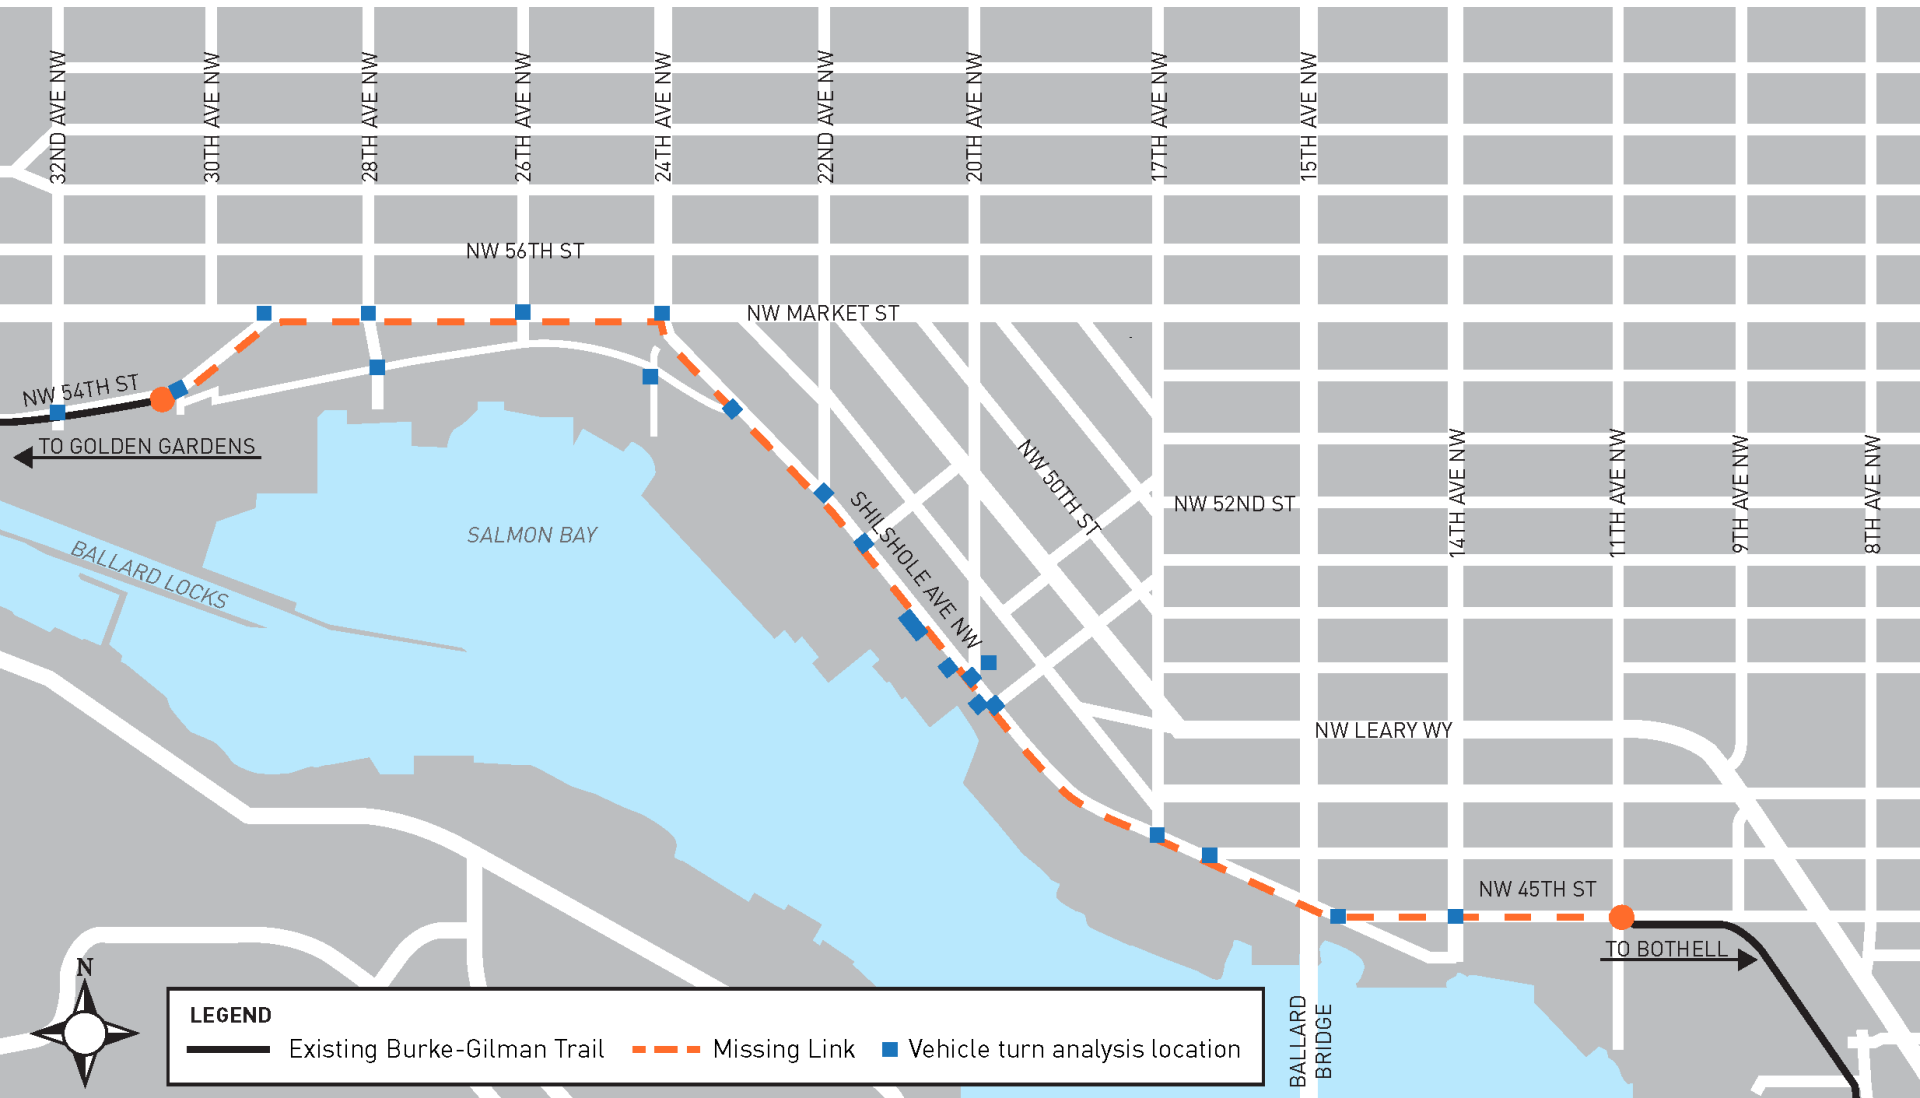 32ND AVE NW
30TH AVE NW
28TH AVE NW
26TH AVE NW
24TH AVE NW
22ND AVE NW
20TH AVE NW
17TH AVE NW
15TH AVE NW
NW 56TH ST
NW MARKET ST
NW 54TH ST
TO GOLDEN GARDENS
NW 50TH ST
NW 52ND ST
14TH AVE NW
11TH AVE NW
9TH AVE NW
8TH AVE NW
SHILSHOLE AVE NW
SALMON BAY
BALLARD LOCKS
NW LEARY WY
NW 45TH ST
TO BOTHELL
BALLARD
BRIDGE
N
LEGEND
Existing Burke-Gilman Trail
Missing Link
Vehicle turn analysis location